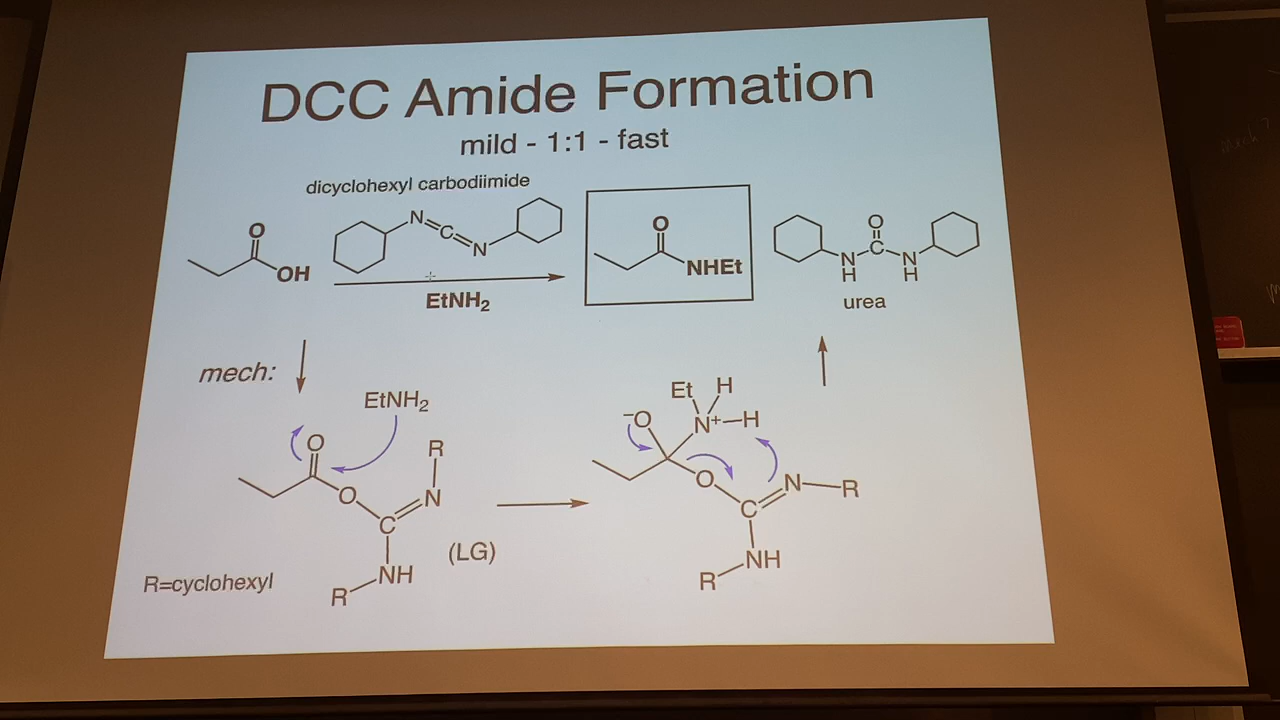 DCC Amide Formation
mild - 1:1 - fast
dicyclohexyl carbodiimide
O
OH
N=C=N
EtNH₂
O
NHEt
O
C
N
H
N
H
urea
mech:
EtNH₂
O
O
R
N
C
NH
R
(LG)
R=cyclohexyl
Et
H
⁻O
N⁺—H
O
N—R
C
NH
R